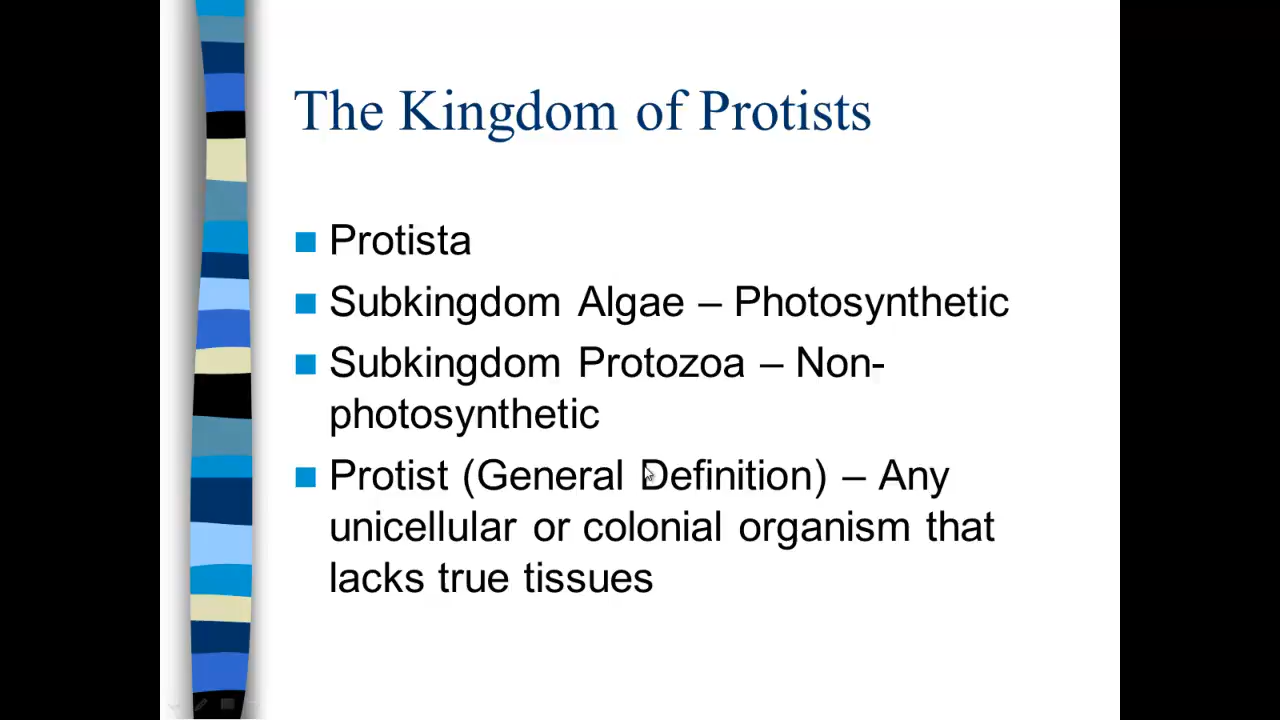 The Kingdom of Protists
Protista
Subkingdom Algae – Photosynthetic
Subkingdom Protozoa – Non-
photosynthetic
Protist (General Definition) – Any
unicellular or colonial organism that
lacks true tissues